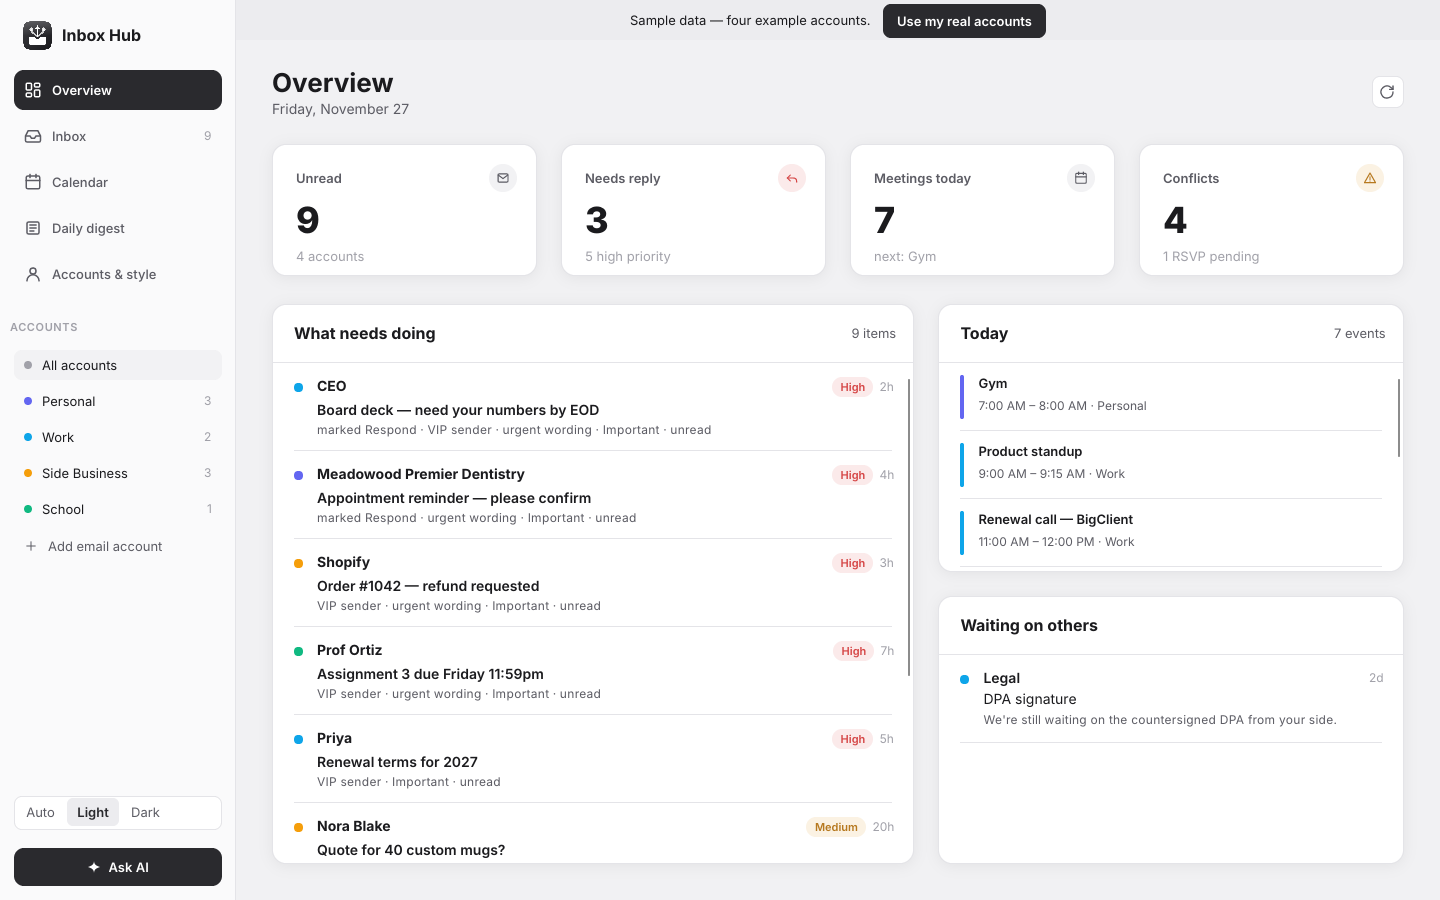 Inbox Hub
Overview
Inbox 9
Calendar
Daily digest
Accounts & style
ACCOUNTS
All accounts
Personal 3
Work 2
Side Business 3
School 1
Add email account
Auto Light Dark
Ask AI
Sample data — four example accounts. Use my real accounts
Overview
Friday, November 27
Unread
9
4 accounts
Needs reply
3
5 high priority
Meetings today
7
next: Gym
Conflicts
4
1 RSVP pending
What needs doing 9 items
CEO High 2h
Board deck — need your numbers by EOD
marked Respond · VIP sender · urgent wording · Important · unread
Meadowood Premier Dentistry High 4h
Appointment reminder — please confirm
marked Respond · urgent wording · Important · unread
Shopify High 3h
Order #1042 — refund requested
VIP sender · urgent wording · Important · unread
Prof Ortiz High 7h
Assignment 3 due Friday 11:59pm
VIP sender · urgent wording · Important · unread
Priya High 5h
Renewal terms for 2027
VIP sender · Important · unread
Nora Blake Medium 20h
Quote for 40 custom mugs?
Today 7 events
Gym
7:00 AM – 8:00 AM · Personal
Product standup
9:00 AM – 9:15 AM · Work
Renewal call — BigClient
11:00 AM – 12:00 PM · Work
Waiting on others
Legal 2d
DPA signature
We're still waiting on the countersigned DPA from your side.